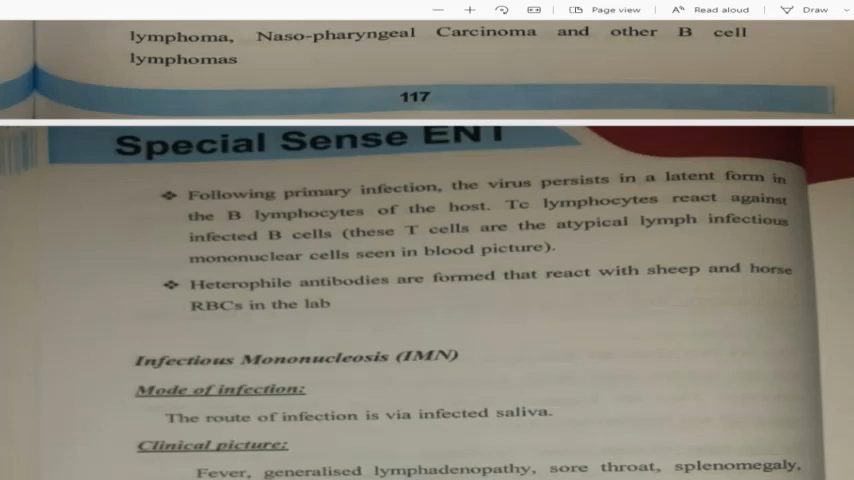 Page view
Read aloud
Draw
lymphoma, Naso-pharyngeal Carcinoma and other B cell
lymphomas
117
Special Sense ENT
❖ Following primary infection, the virus persists in a latent form in
the B lymphocytes of the host. Tc lymphocytes react against
infected B cells (these T cells are the atypical lymph infectious
mononuclear cells seen in blood picture).
❖ Heterophile antibodies are formed that react with sheep and horse
RBCs in the lab
Infectious Mononucleosis (IMN)
Mode of infection:
The route of infection is via infected saliva.
Clinical picture:
Fever, generalised lymphadenopathy, sore throat, splenomegaly,